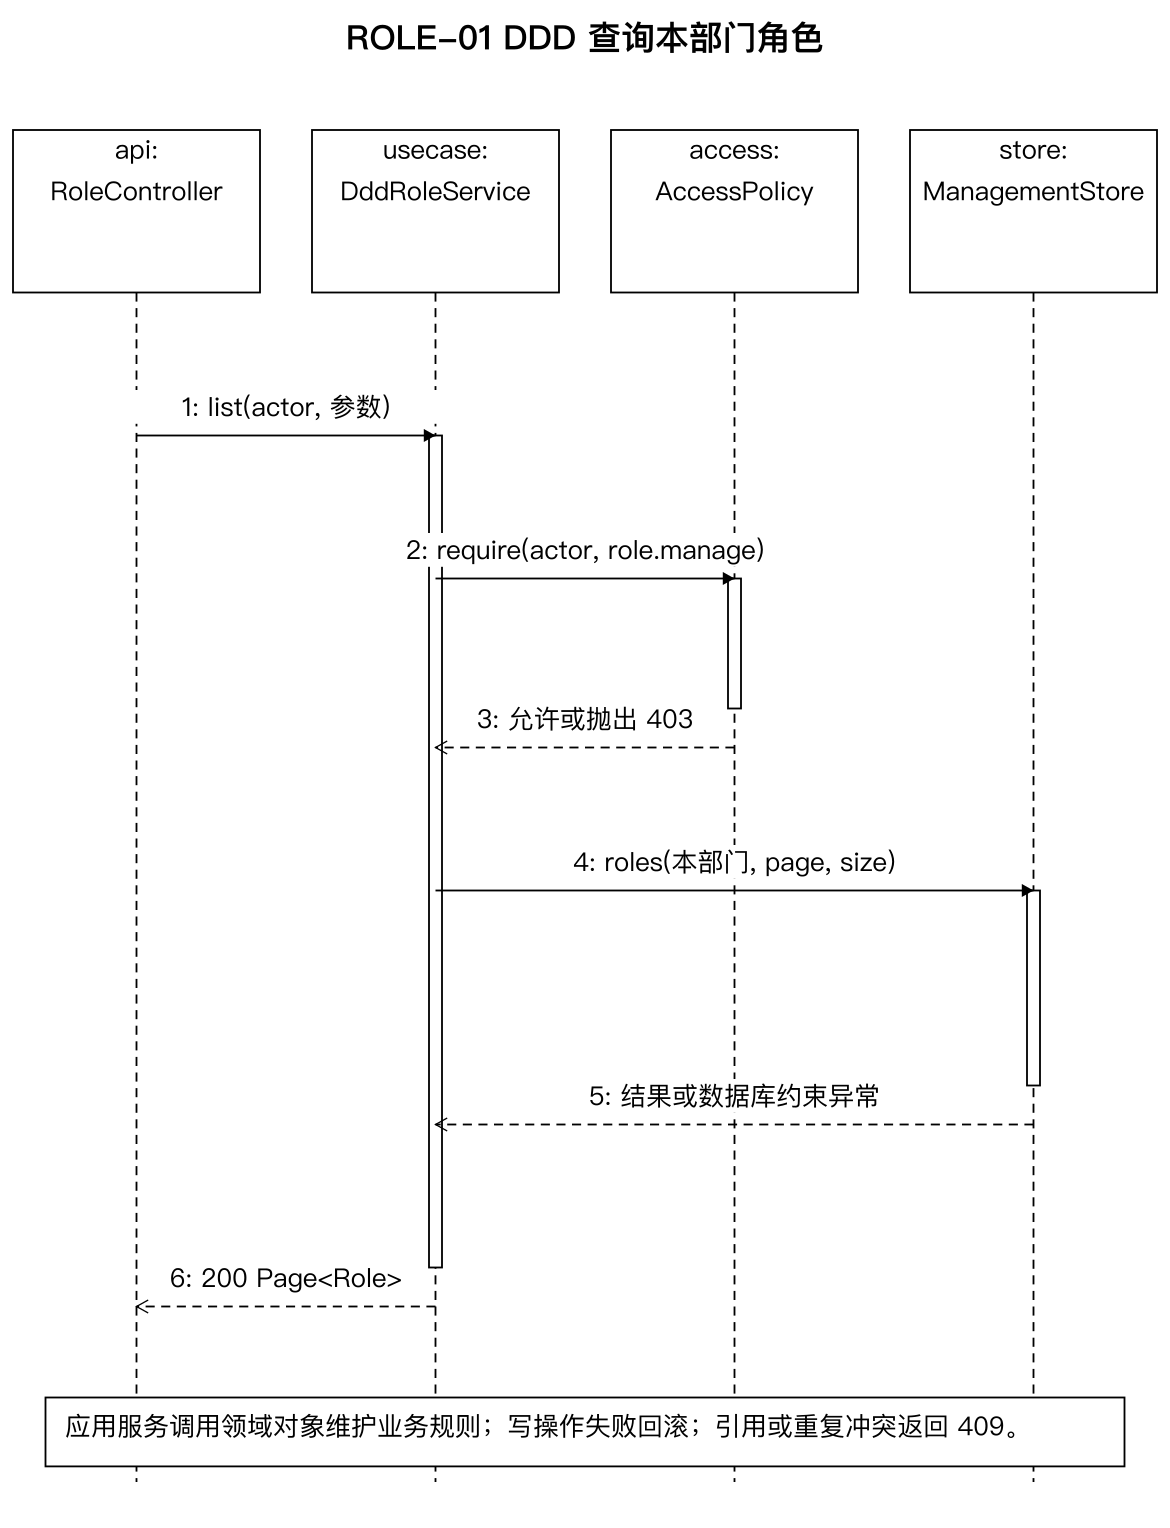 ROLE-01 DDD 查询本部门角色
api:
RoleController
usecase:
DddRoleService
access:
AccessPolicy
store:
ManagementStore
1: list(actor, 参数)
2: require(actor, role.manage)
3: 允许或抛出 403
4: roles(本部门, page, size)
5: 结果或数据库约束异常
6: 200 Page<Role>
应用服务调用领域对象维护业务规则；写操作失败回滚；引用或重复冲突返回 409。